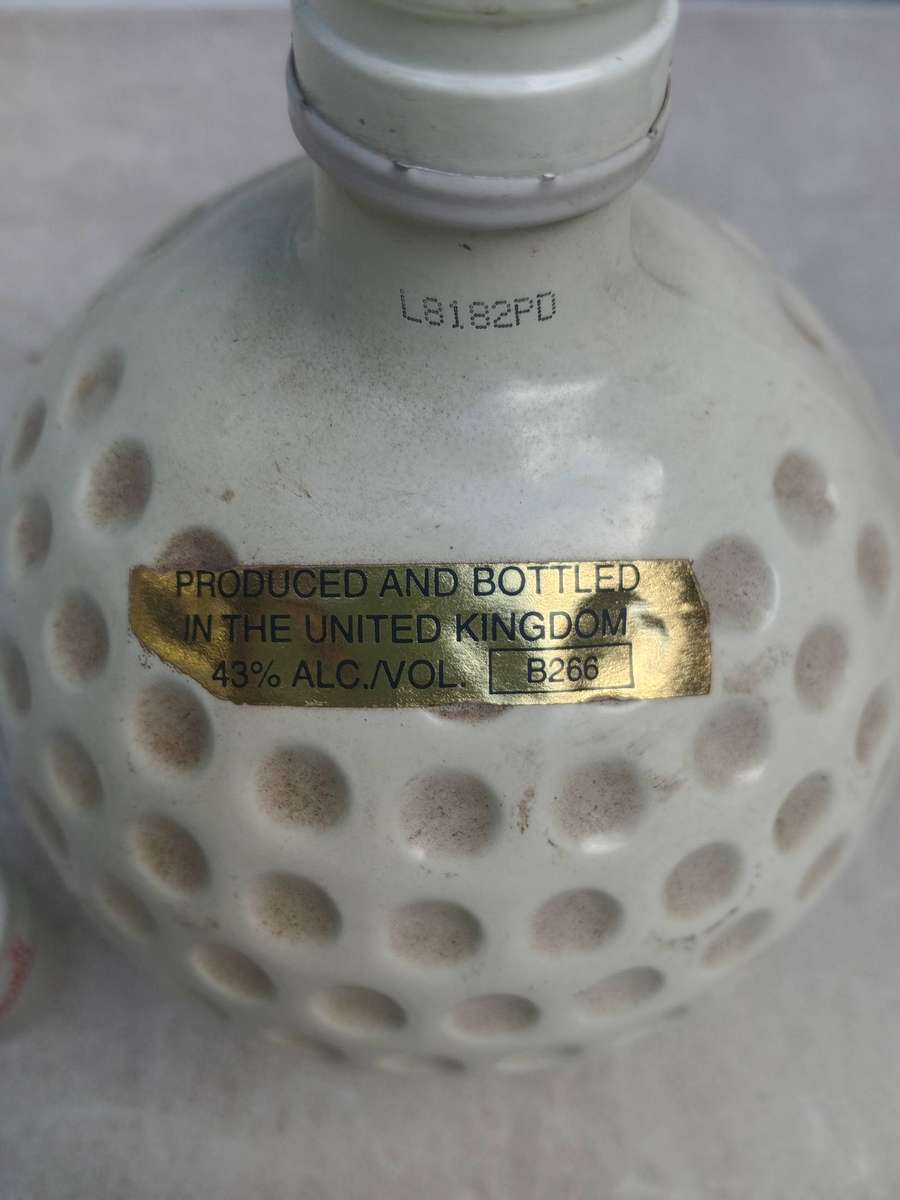 L8182PD
PRODUCED AND BOTTLED
IN THE UNITED KINGDOM
43% ALC./VOL. B266